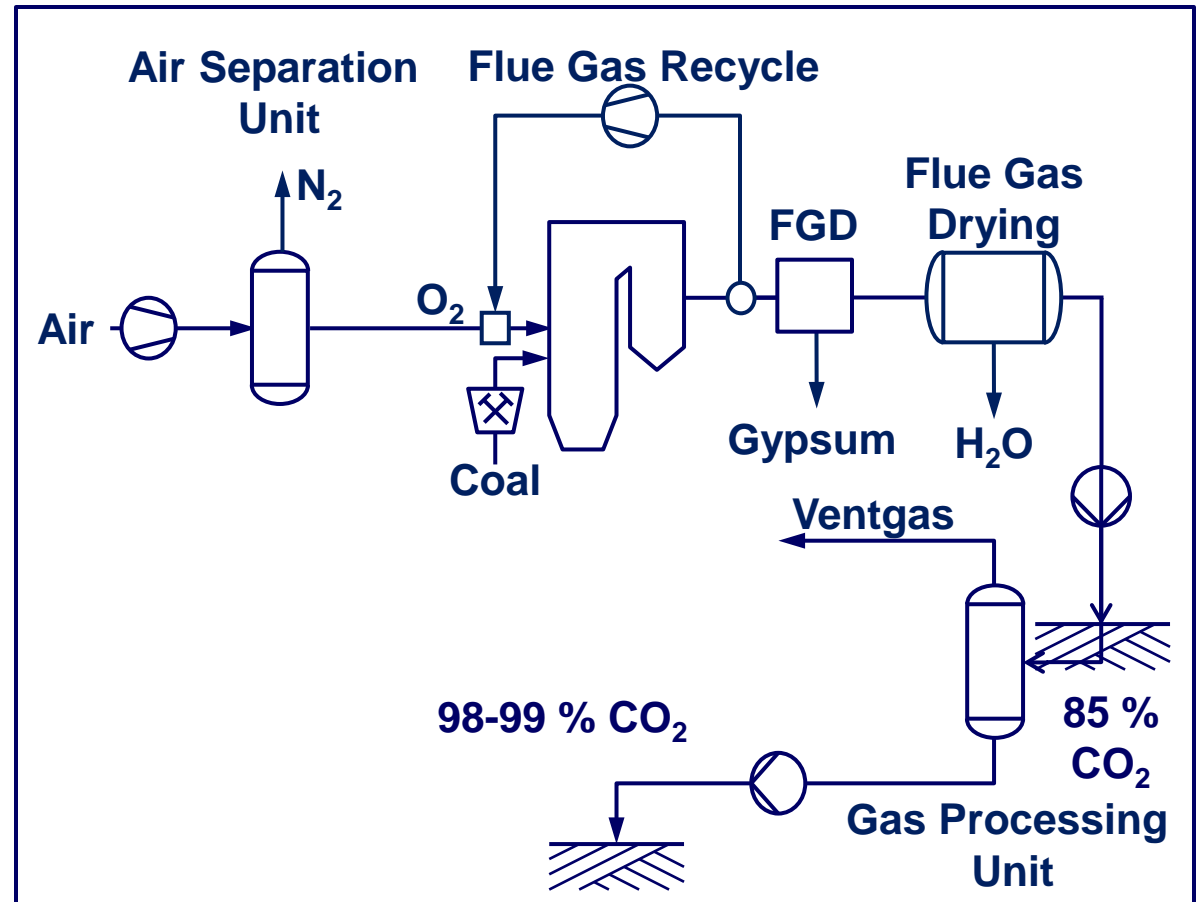 Air Separation
Unit
Flue Gas Recycle
N₂
Flue Gas
Drying
FGD
O₂
Air
Gypsum
H₂O
Coal
Ventgas
98-99 % CO₂
85 %
CO₂
Gas Processing
Unit